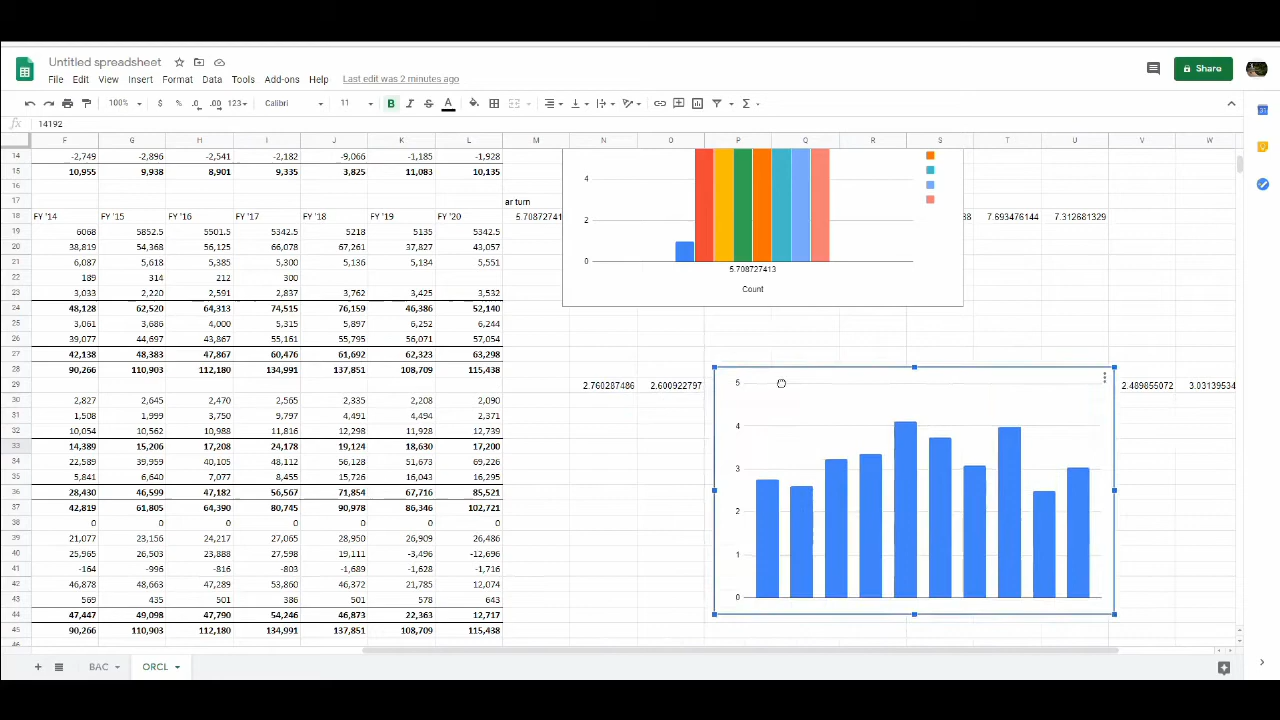 Untitled spreadsheet
File Edit View Insert Format Data Tools Add-ons Help Last edit was 2 minutes ago
Share
100% $ % .0 .00 123 Calibri 11 B I S A
fx 14192
F G H I J K L M N O P Q R S T U V W
14 -2,749 -2,896 -2,541 -2,182 -9,066 -1,185 -1,928
15 10,955 9,938 8,901 9,335 3,825 11,083 10,135
16
17 ar turn
18 FY '14 FY '15 FY '16 FY '17 FY '18 FY '19 FY '20 5.70872741 38 7.693476144 7.312681329
19 6068 5852.5 5501.5 5342.5 5218 5135 5342.5
20 38,819 54,368 56,125 66,078 67,261 37,827 43,057
21 6,087 5,618 5,385 5,300 5,136 5,134 5,551
22 189 314 212 300
23 3,033 2,220 2,591 2,837 3,762 3,425 3,532
24 48,128 62,520 64,313 74,515 76,159 46,386 52,140
25 3,061 3,686 4,000 5,315 5,897 6,252 6,244
26 39,077 44,697 43,867 55,161 55,795 56,071 57,054
27 42,138 48,383 47,867 60,476 61,692 62,323 63,298
28 90,266 110,903 112,180 134,991 137,851 108,709 115,438
29 2.760287486 2.600922797 2.489855072 3.03139534
30 2,827 2,645 2,470 2,565 2,335 2,208 2,090
31 1,508 1,999 3,750 9,797 4,491 4,494 2,371
32 10,054 10,562 10,988 11,816 12,298 11,928 12,739
33 14,389 15,206 17,208 24,178 19,124 18,630 17,200
34 22,589 39,959 40,105 48,112 56,128 51,673 69,226
35 5,841 6,640 7,077 8,455 15,726 16,043 16,295
36 28,430 46,599 47,182 56,567 71,854 67,716 85,521
37 42,819 61,805 64,390 80,745 90,978 86,346 102,721
38 0 0 0 0 0 0 0
39 21,077 23,156 24,217 27,065 28,950 26,909 26,486
40 25,965 26,503 23,888 27,598 19,111 -3,496 -12,696
41 -164 -996 -816 -803 -1,689 -1,628 -1,716
42 46,878 48,663 47,289 53,860 46,372 21,785 12,074
43 569 435 501 386 501 578 643
44 47,447 49,098 47,790 54,246 46,873 22,363 12,717
45 90,266 110,903 112,180 134,991 137,851 108,709 115,438
4
2
0
5.708727413
Count
5
4
3
2
1
0
BAC ORCL